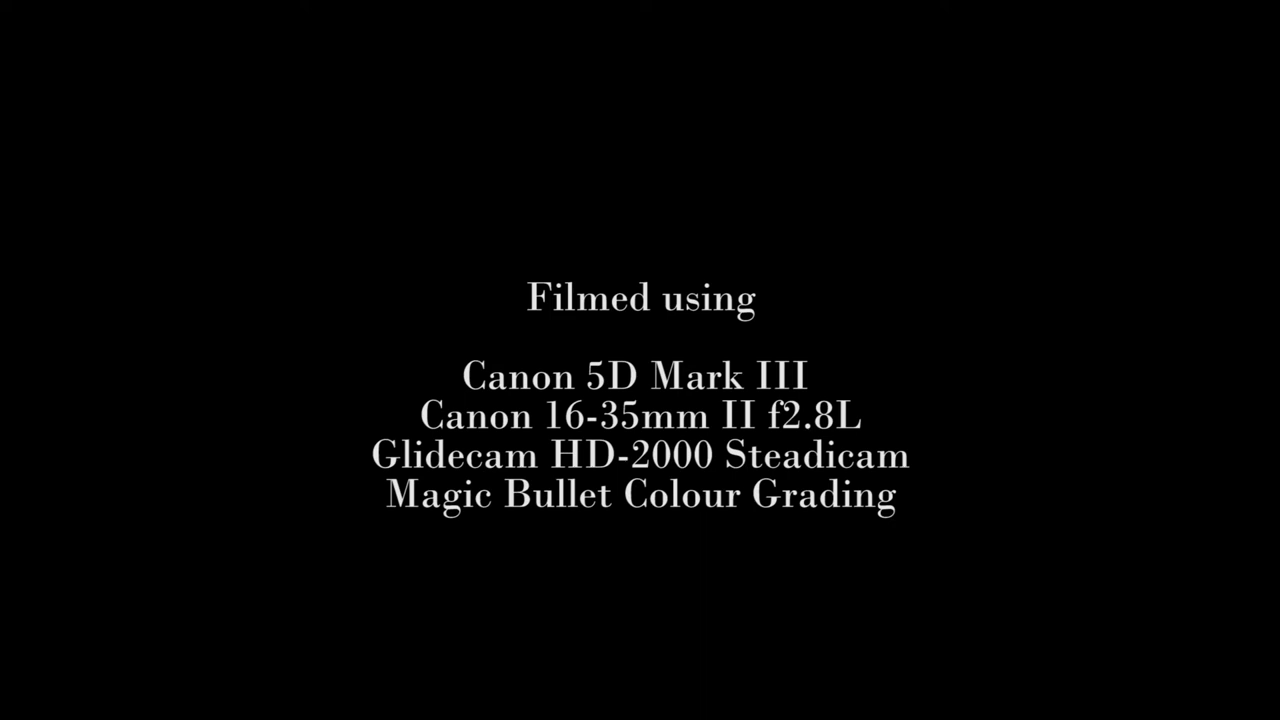 Filmed using
Canon 5D Mark III
Canon 16-35mm II f2.8L
Glidecam HD-2000 Steadicam
Magic Bullet Colour Grading